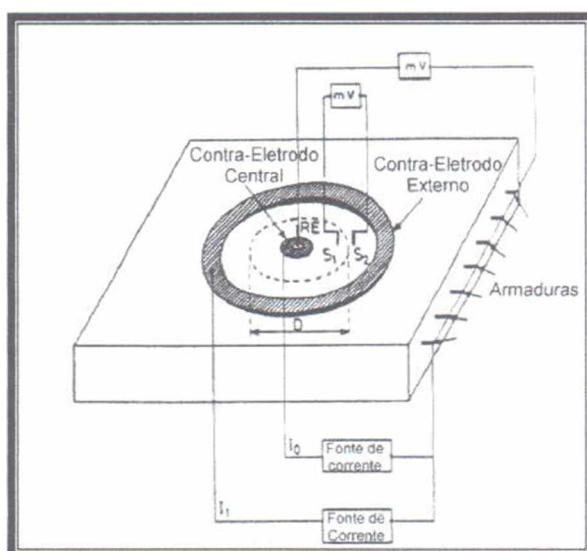 mV
mV
Contra-Eletrodo
Central
Contra-Eletrodo
Externo
RE
S₁
S₂
Armaduras
D
I₀
Fonte de
corrente
I₁
Fonte de
Corrente